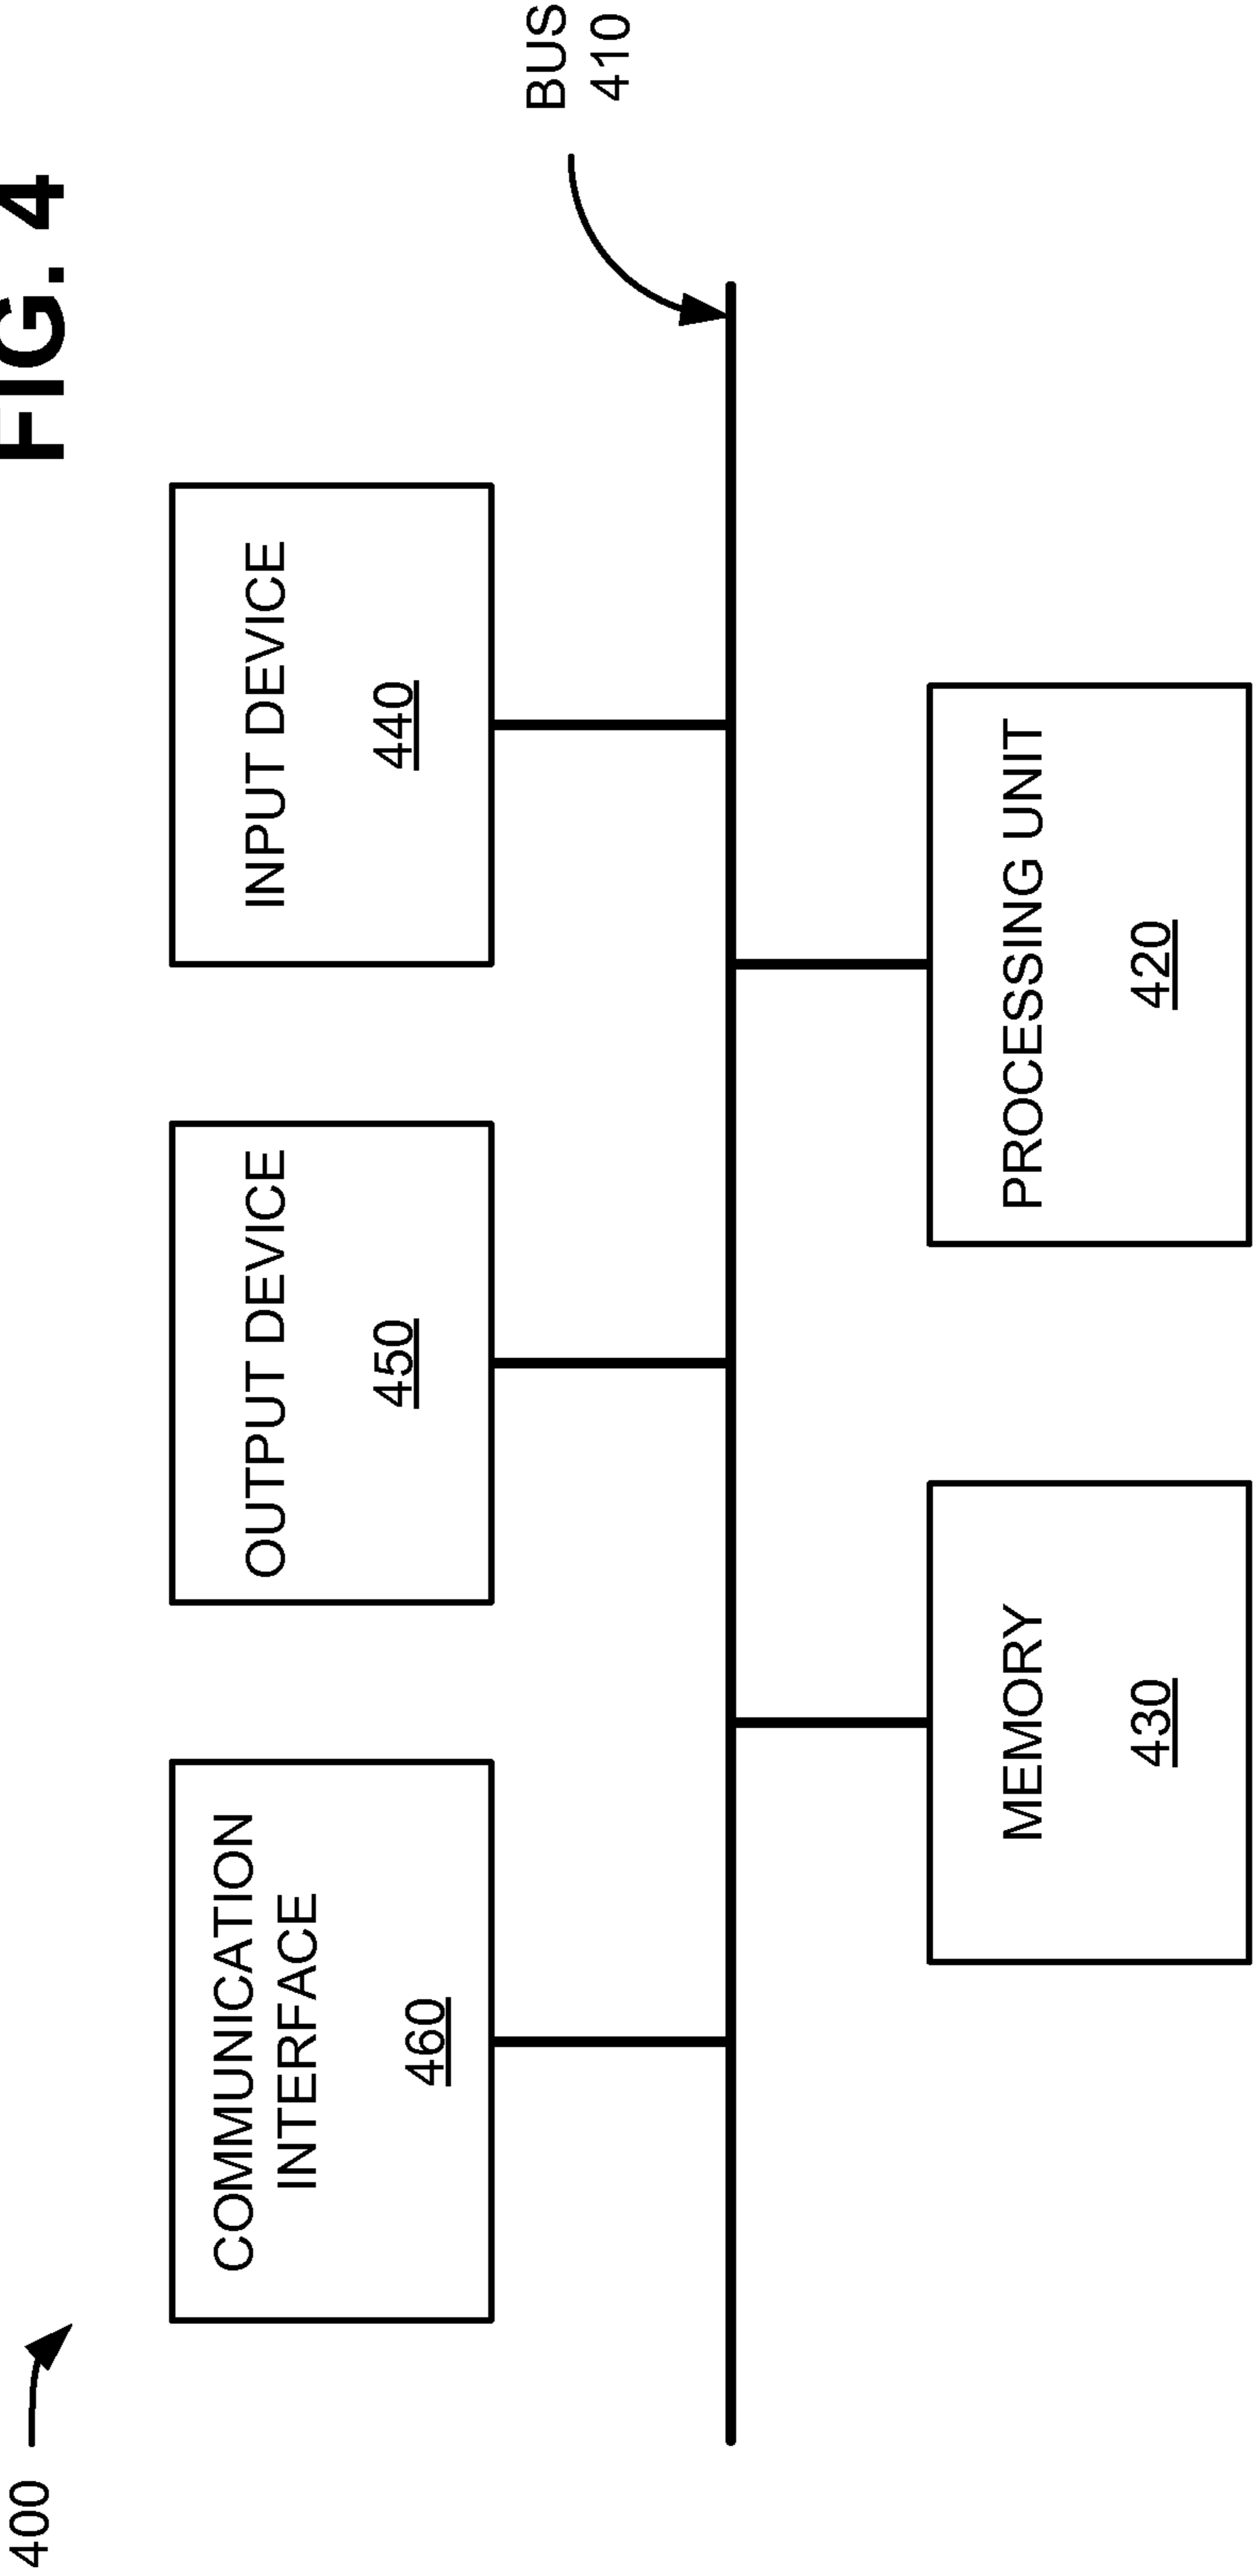 FIG. 4
400
COMMUNICATION
INTERFACE
460
OUTPUT DEVICE
450
INPUT DEVICE
440
BUS
410
MEMORY
430
PROCESSING UNIT
420